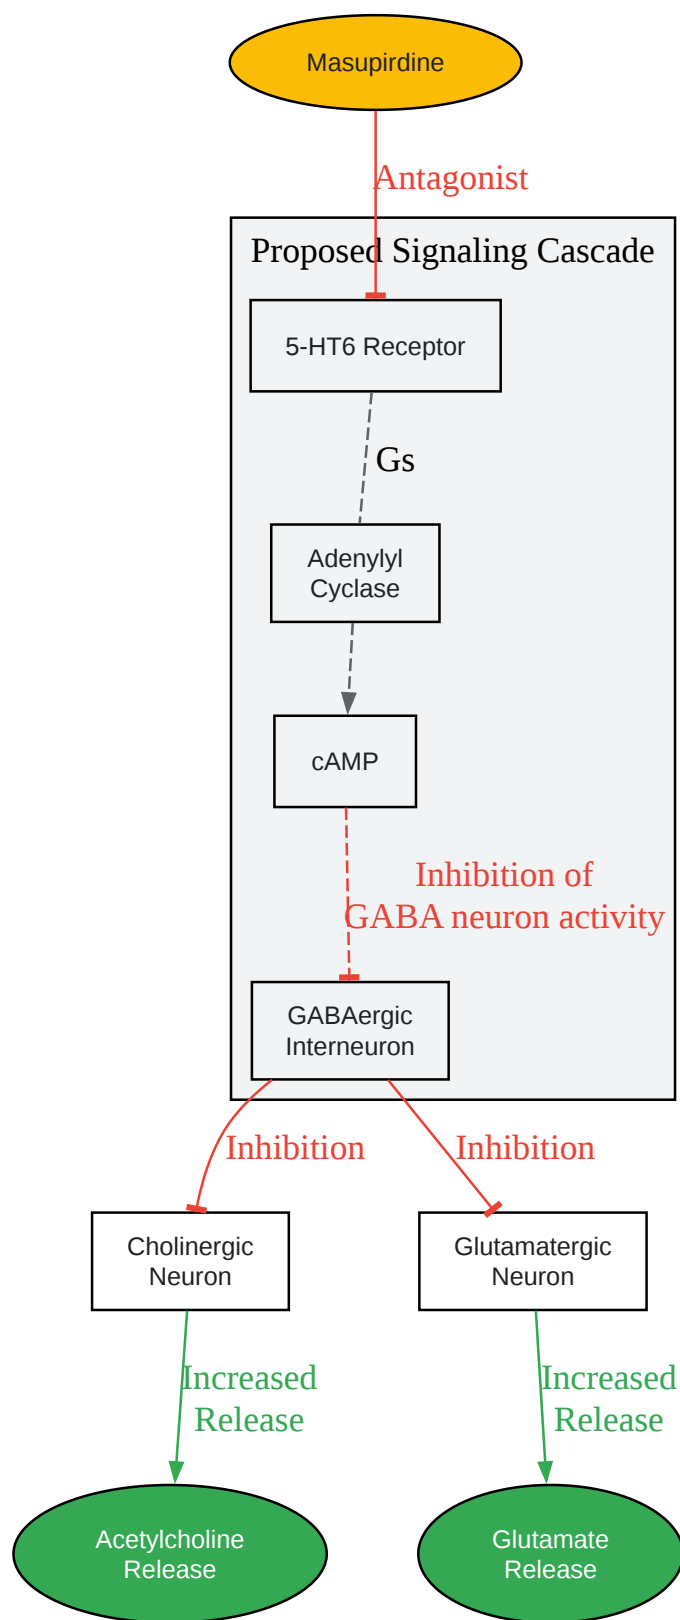 Masupirdine
Antagonist
Proposed Signaling Cascade
5-HT6 Receptor
Gs
Adenylyl
Cyclase
cAMP
Inhibition of
GABA neuron activity
GABAergic
Interneuron
Inhibition
Inhibition
Cholinergic
Neuron
Glutamatergic
Neuron
Increased
Release
Increased
Release
Acetylcholine
Release
Glutamate
Release